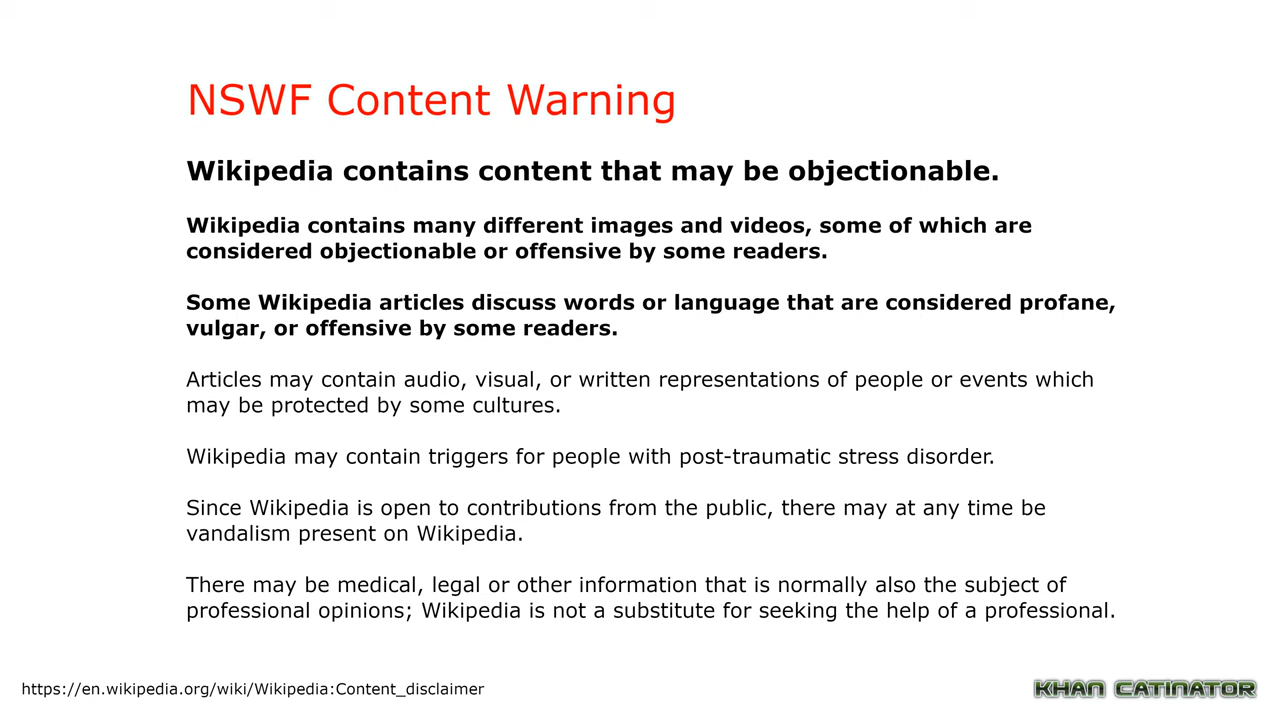 NSWF Content Warning
Wikipedia contains content that may be objectionable.
Wikipedia contains many different images and videos, some of which are
considered objectionable or offensive by some readers.
Some Wikipedia articles discuss words or language that are considered profane,
vulgar, or offensive by some readers.
Articles may contain audio, visual, or written representations of people or events which
may be protected by some cultures.
Wikipedia may contain triggers for people with post-traumatic stress disorder.
Since Wikipedia is open to contributions from the public, there may at any time be
vandalism present on Wikipedia.
There may be medical, legal or other information that is normally also the subject of
professional opinions; Wikipedia is not a substitute for seeking the help of a professional.
https://en.wikipedia.org/wiki/Wikipedia:Content_disclaimer
KHAN CATINATOR